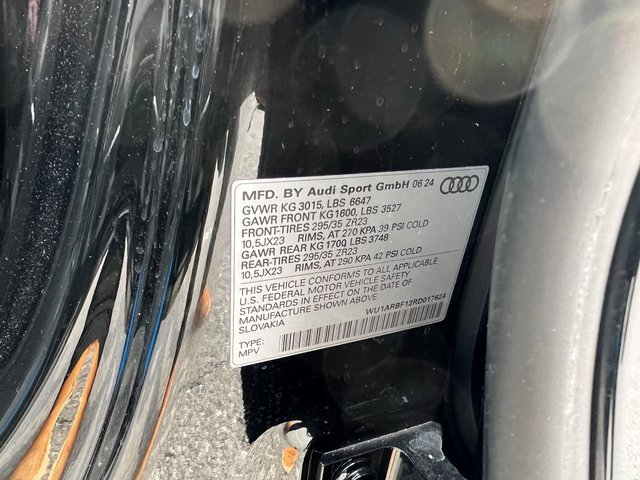 MFD. BY Audi Sport GmbH 06 24
GVWR KG 3015, LBS 6647
GAWR FRONT KG1600, LBS 3527
FRONT-TIRES 295/35 ZR23
10,5JX23 RIMS, AT 270 KPA 39 PSI COLD
GAWR REAR KG1700, LBS 3748
REAR-TIRES 295/35 ZR23
10,5JX23 RIMS, AT 290 KPA 42 PSI COLD
THIS VEHICLE CONFORMS TO ALL APPLICABLE
U.S. FEDERAL MOTOR VEHICLE SAFETY
STANDARDS IN EFFECT ON THE DATE OF
MANUFACTURE SHOWN ABOVE.
SLOVAKIA
WU1ARBF12RD017624
TYPE:
MPV